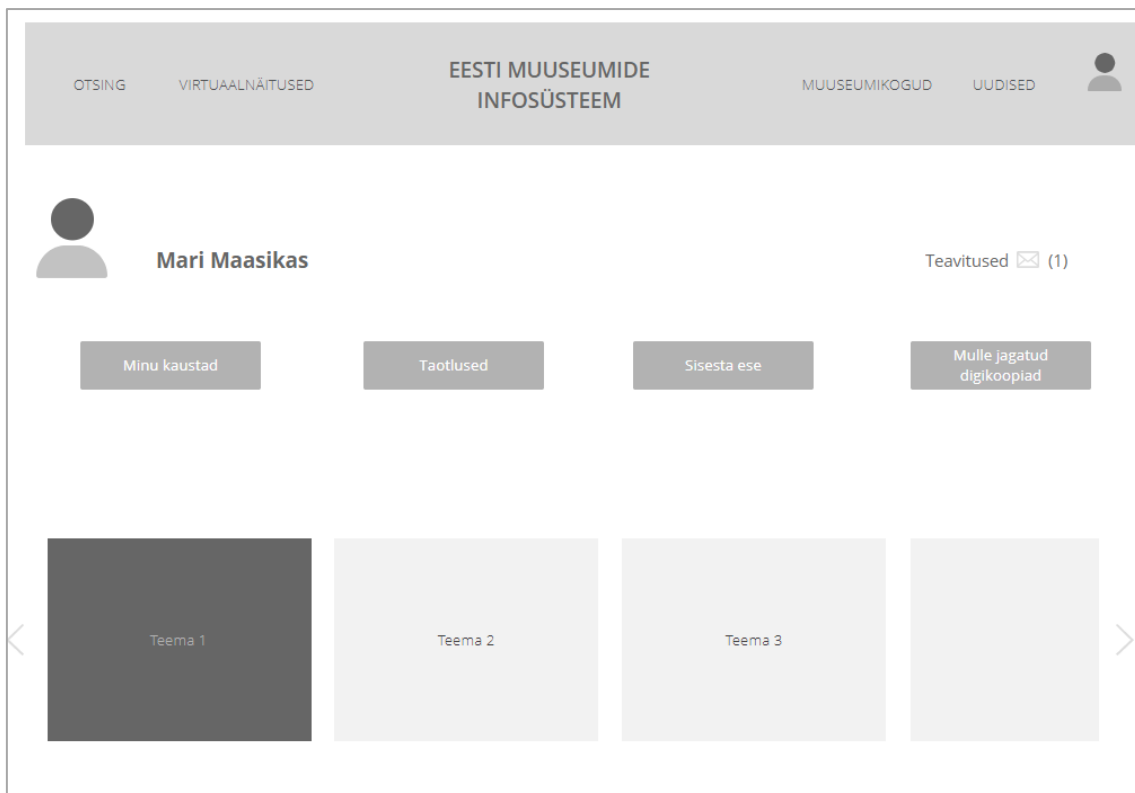 OTSING
VIRTUAALNÄITUSED
EESTI MUUSEUMIDE
INFOSÜSTEEM
MUUSEUMIKOGUD
UUDISED
Mari Maasikas
Teavitused (1)
Minu kaustad
Taotlused
Sisesta ese
Mulle jagatud
digikoopiad
Teema 1
Teema 2
Teema 3